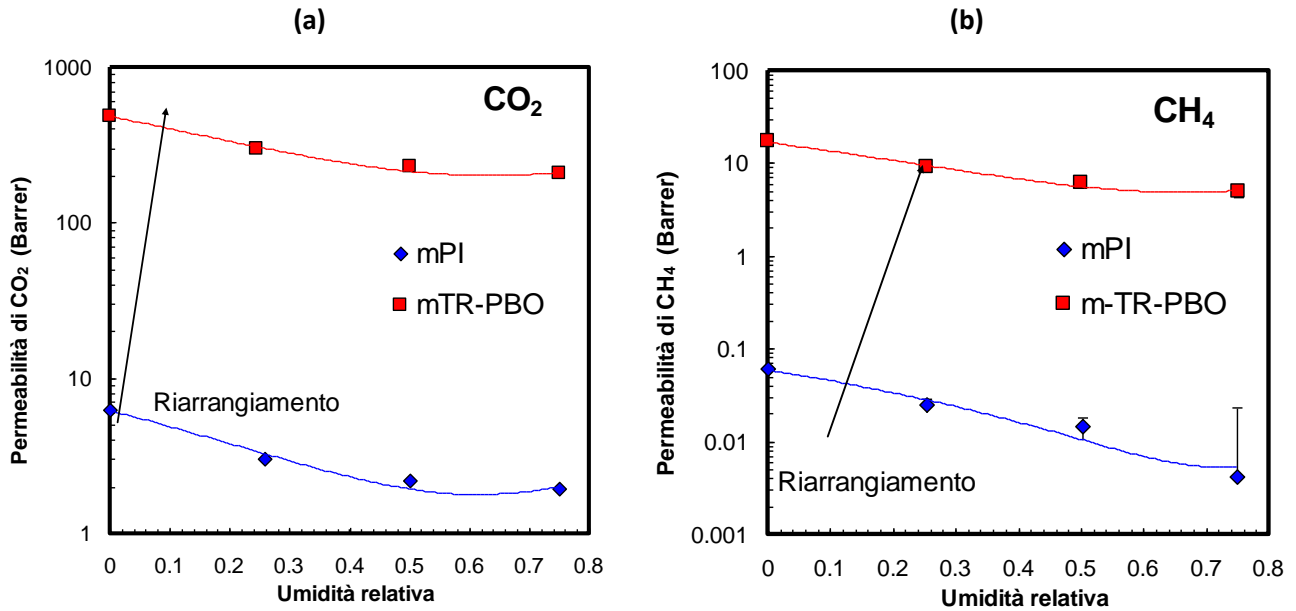 (a)
1000
100
10
1
0
0.1
0.2
0.3
0.4
0.5
0.6
0.7
0.8
Permeabilità di CO₂ (Barrer)
Umidità relativa
CO₂
mPI
mTR-PBO
Riarrangiamento
(b)
100
10
1
0.1
0.01
0.001
0
0.1
0.2
0.3
0.4
0.5
0.6
0.7
0.8
Permeabilità di CH₄ (Barrer)
Umidità relativa
CH₄
mPI
m-TR-PBO
Riarrangiamento